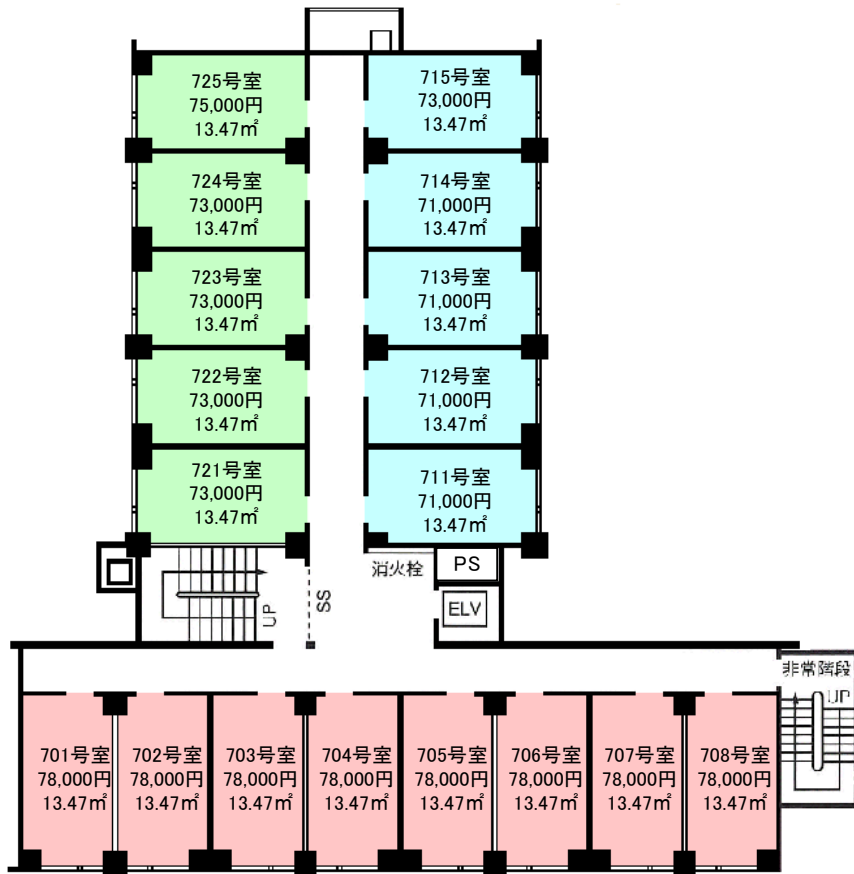 725号室
75,000円
13.47㎡
715号室
73,000円
13.47㎡
724号室
73,000円
13.47㎡
714号室
71,000円
13.47㎡
723号室
73,000円
13.47㎡
713号室
71,000円
13.47㎡
722号室
73,000円
13.47㎡
712号室
71,000円
13.47㎡
721号室
73,000円
13.47㎡
711号室
71,000円
13.47㎡
消火栓
PS
UP
SS
ELV
非常階段
UP
701号室
78,000円
13.47㎡
702号室
78,000円
13.47㎡
703号室
78,000円
13.47㎡
704号室
78,000円
13.47㎡
705号室
78,000円
13.47㎡
706号室
78,000円
13.47㎡
707号室
78,000円
13.47㎡
708号室
78,000円
13.47㎡